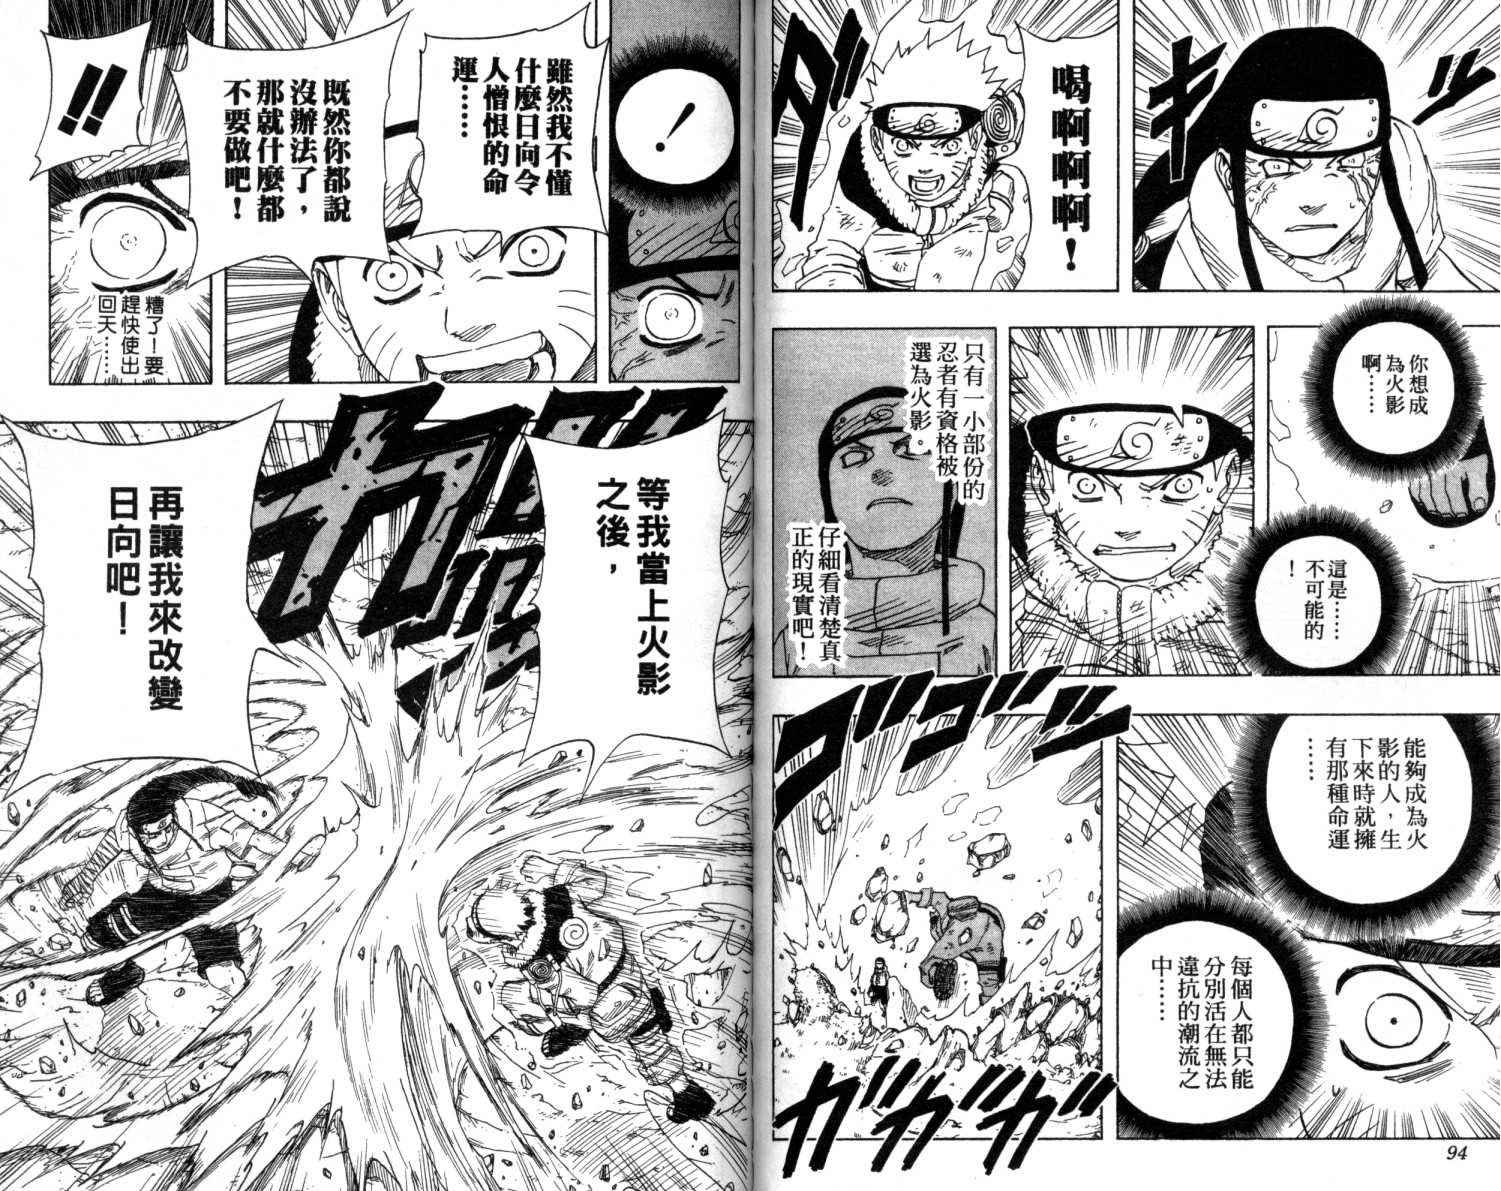 喝啊啊啊啊！
你想成
為火影
啊……
這是……
不可能的
！
只有一小部份的
忍者有資格被
選為火影．
仔細看清楚真
正的現實吧！
能夠成為火
影的人，生
下來時就擁
有那種命運
……
每個人都只能
分別活在無法
違抗的潮流之
中……
ゴゴゴッ
ガガガガ
94
！
雖然我不懂
什麼日向令
人憎恨的命
運……
既然你都說
沒辦法了，
那就什麼都
不要做吧！
!!
糟了！要
趕快使出
回天……
等我當上火影
之後，
再讓我來改變
日向吧！